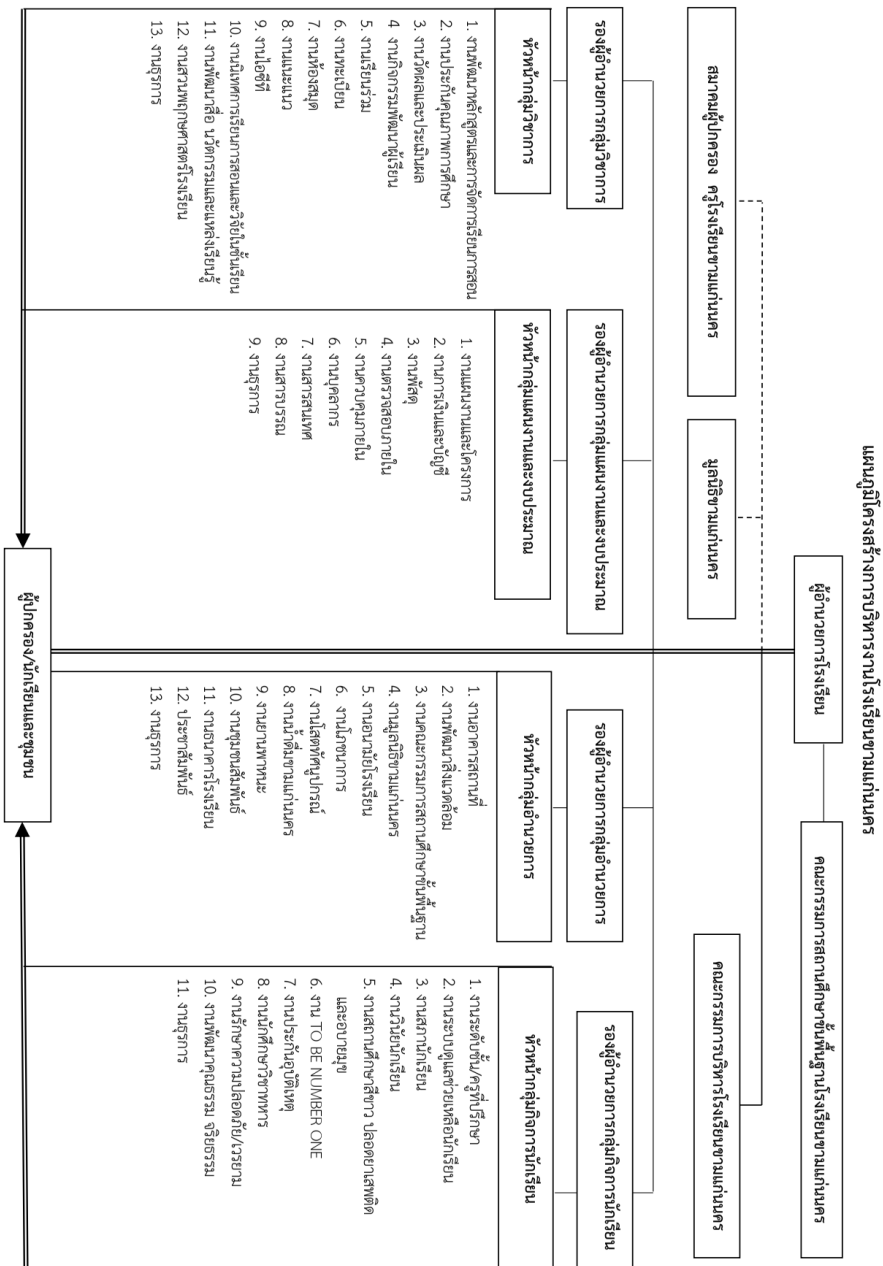 แผนภูมิโครงสร้างการบริหารงานโรงเรียนขามแก่นนคร
ผู้อำนวยการโรงเรียน
คณะกรรมการสถานศึกษาขั้นพื้นฐานโรงเรียนขามแก่นนคร
สมาคมผู้ปกครอง ครูโรงเรียนขามแก่นนคร
มูลนิธิขามแก่นนคร
คณะกรรมการบริหารโรงเรียนขามแก่นนคร
รองผู้อำนวยการกลุ่มวิชาการ
หัวหน้ากลุ่มวิชาการ
1. งานพัฒนาหลักสูตรและการจัดการเรียนการสอน
2. งานประกันคุณภาพการศึกษา
3. งานวัดผลและประเมินผล
4 งานกิจกรรมพัฒนาผู้เรียน
5. งานเรียนร่วม
6. งานทะเบียน
7. งานห้องสมุด
8. งานแนะแนว
9. งานไอซีที
10. งานนิเทศการเรียนการสอนและวิจัยในชั้นเรียน
11. งานพัฒนาสื่อ นวัตกรรมและแหล่งเรียนรู้
12. งานสวนพฤกษศาสตร์โรงเรียน
13. งานธุรการ
รองผู้อำนวยการกลุ่มแผนงานและงบประมาณ
หัวหน้ากลุ่มแผนงานและงบประมาณ
1. งานแผนงานและโครงการ
2. งานการเงินและบัญชี
3. งานพัสดุ
4. งานตรวจสอบภายใน
5. งานควบคุมภายใน
6. งานบุคลากร
7. งานสารสนเทศ
8. งานสารบรรณ
9. งานธุรการ
รองผู้อำนวยการกลุ่มอำนวยการ
หัวหน้ากลุ่มอำนวยการ
1. งานอาคารสถานที่
2. งานพัฒนาสิ่งแวดล้อม
3. งานคณะกรรมการสถานศึกษาขั้นพื้นฐาน
4. งานมูลนิธิขามแก่นนคร
5. งานอนามัยโรงเรียน
6. งานโภชนาการ
7. งานโสตทัศนูปกรณ์
8. งานน้ำดื่มขามแก่นนคร
9. งานยานพาหนะ
10. งานชุมชนสัมพันธ์
11. งานธนาคารโรงเรียน
12. ประชาสัมพันธ์
13. งานธุรการ
รองผู้อำนวยการกลุ่มกิจการนักเรียน
หัวหน้ากลุ่มกิจการนักเรียน
1. งานระดับชั้น/ครูที่ปรึกษา
2. งานระบบดูแลช่วยเหลือนักเรียน
3. งานสภานักเรียน
4. งานวินัยนักเรียน
5. งานสถานศึกษาสีขาว ปลอดยาเสพติด
และอบายมุข
6. งาน TO BE NUMBER ONE
7. งานประกันอุบัติเหตุ
8. งานนักศึกษาวิชาทหาร
9. งานรักษาความปลอดภัย/เวรยาม
10. งานพัฒนาคุณธรรม จริยธรรม
11. งานธุรการ
ผู้ปกครอง/นักเรียนและชุมชน